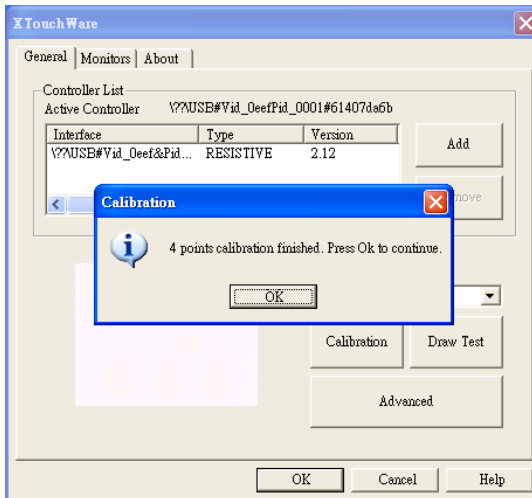 XTouchWare
General Monitors About
Controller List
Active Controller \??\USB#Vid_0eefPid_0001#61407da6b
Interface Type Version
\??\USB#Vid_0eef&Pid... RESISTIVE 2.12
Add
Calibration
4 points calibration finished. Press Ok to continue.
OK
Calibration Draw Test
Advanced
OK Cancel Help